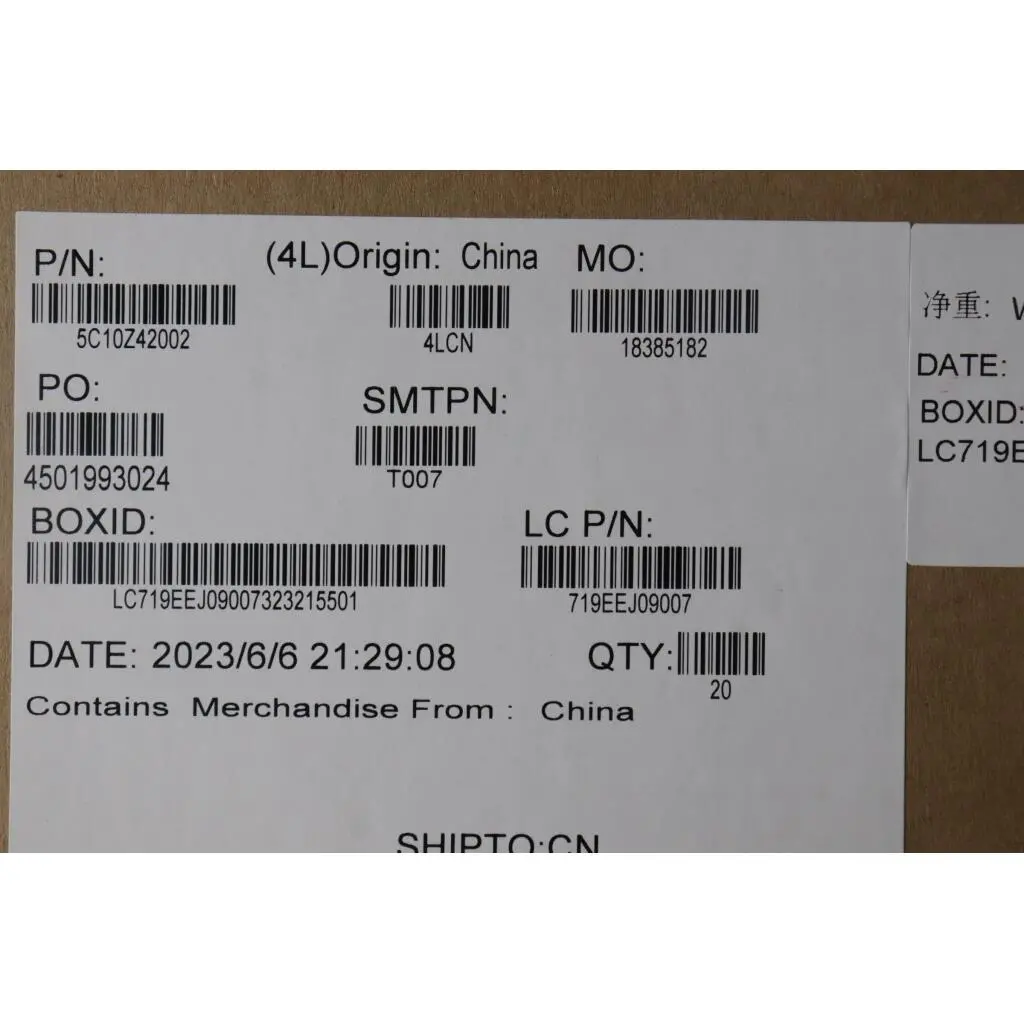 P/N: (4L)Origin: China MO:
5C10Z42002 4LCN 18385182
PO: SMTPN:
4501993024 T007
BOXID: LC P/N:
LC719EEJ09007323215501 719EEJ09007
DATE: 2023/6/6 21:29:08 QTY:
20
Contains Merchandise From : China
SHIPTO:CN
净重:
DATE:
BOXID:
LC719E